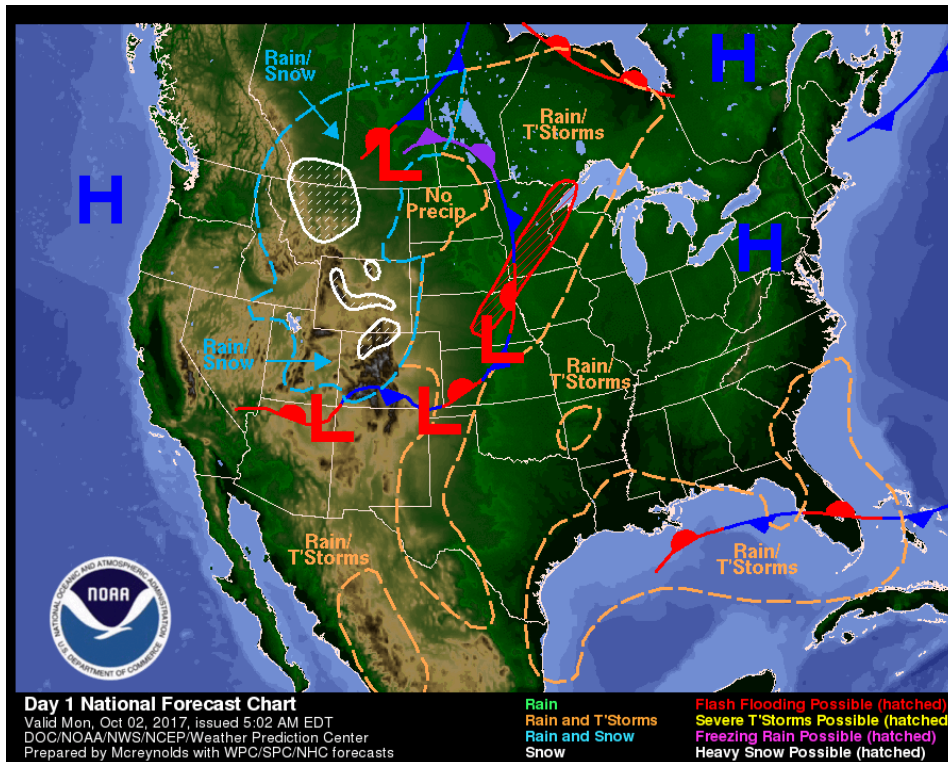 Rain/
Snow
H
Rain/
T'Storms
L
H
No
Precip
H
Rain/
Snow
L
Rain/
T'Storms
L
L
Rain/
T'Storms
Rain/
T'Storms
NOAA
NATIONAL OCEANIC AND ATMOSPHERIC ADMINISTRATION
U.S. DEPARTMENT OF COMMERCE
Day 1 National Forecast Chart
Valid Mon, Oct 02, 2017, issued 5:02 AM EDT
DOC/NOAA/NWS/NCEP/Weather Prediction Center
Prepared by Mcreynolds with WPC/SPC/NHC forecasts
Rain
Rain and T'Storms
Rain and Snow
Snow
Flash Flooding Possible (hatched)
Severe T'Storms Possible (hatched)
Freezing Rain Possible (hatched)
Heavy Snow Possible (hatched)